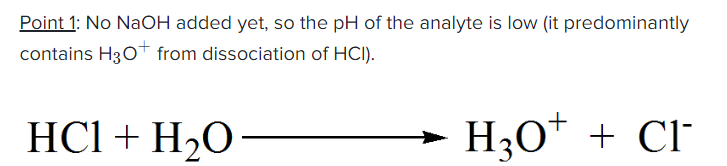 Point 1: No NaOH added yet, so the pH of the analyte is low (it predominantly
contains H₃O⁺ from dissociation of HCl).
HCl + H₂O ⟶ H₃O⁺ + Cl⁻